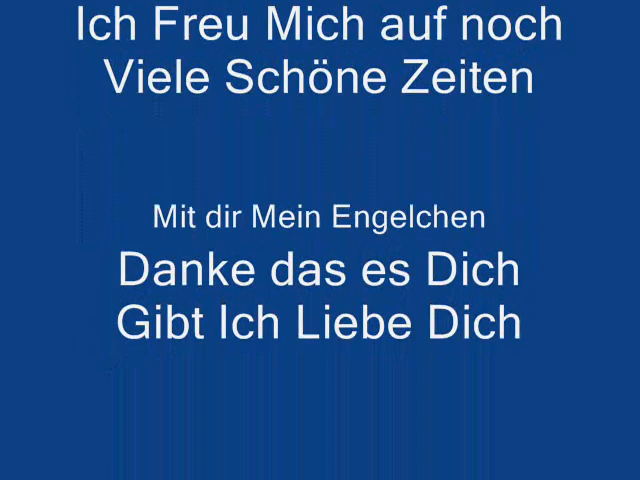 Ich Freu Mich auf noch
Viele Schöne Zeiten
Mit dir Mein Engelchen
Danke das es Dich
Gibt Ich Liebe Dich